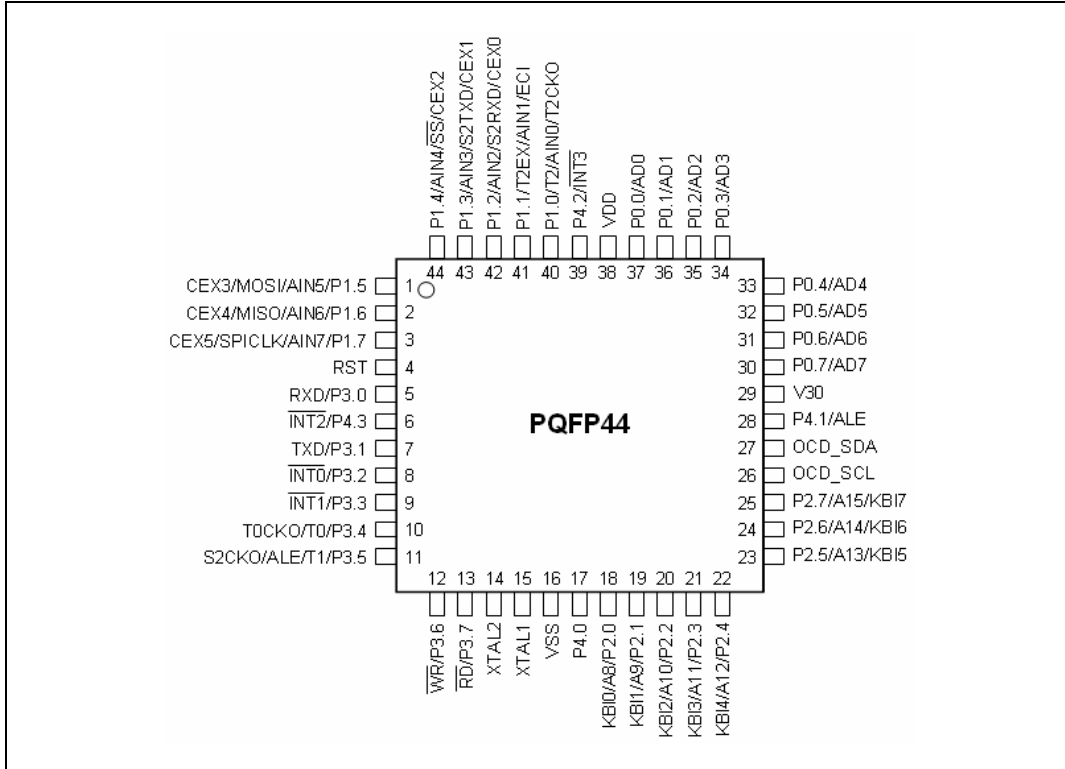 P1.4/AIN4/SS/CEX2
P1.3/AIN3/S2TXD/CEX1
P1.2/AIN2/S2RXD/CEX0
P1.1/T2EX/AIN1/ECI
P1.0/T2/AIN0/T2CKO
P4.2/INT3
VDD
P0.0/AD0
P0.1/AD1
P0.2/AD2
P0.3/AD3
44 43 42 41 40 39 38 37 36 35 34
CEX3/MOSI/AIN5/P1.5 1
CEX4/MISO/AIN6/P1.6 2
CEX5/SPICLK/AIN7/P1.7 3
RST 4
RXD/P3.0 5
INT2/P4.3 6
TXD/P3.1 7
INT0/P3.2 8
INT1/P3.3 9
T0CKO/T0/P3.4 10
S2CKO/ALE/T1/P3.5 11
PQFP44
33 P0.4/AD4
32 P0.5/AD5
31 P0.6/AD6
30 P0.7/AD7
29 V30
28 P4.1/ALE
27 OCD_SDA
26 OCD_SCL
25 P2.7/A15/KBI7
24 P2.6/A14/KBI6
23 P2.5/A13/KBI5
12 13 14 15 16 17 18 19 20 21 22
WR/P3.6
RD/P3.7
XTAL2
XTAL1
VSS
P4.0
KBI0/A8/P2.0
KBI1/A9/P2.1
KBI2/A10/P2.2
KBI3/A11/P2.3
KBI4/A12/P2.4